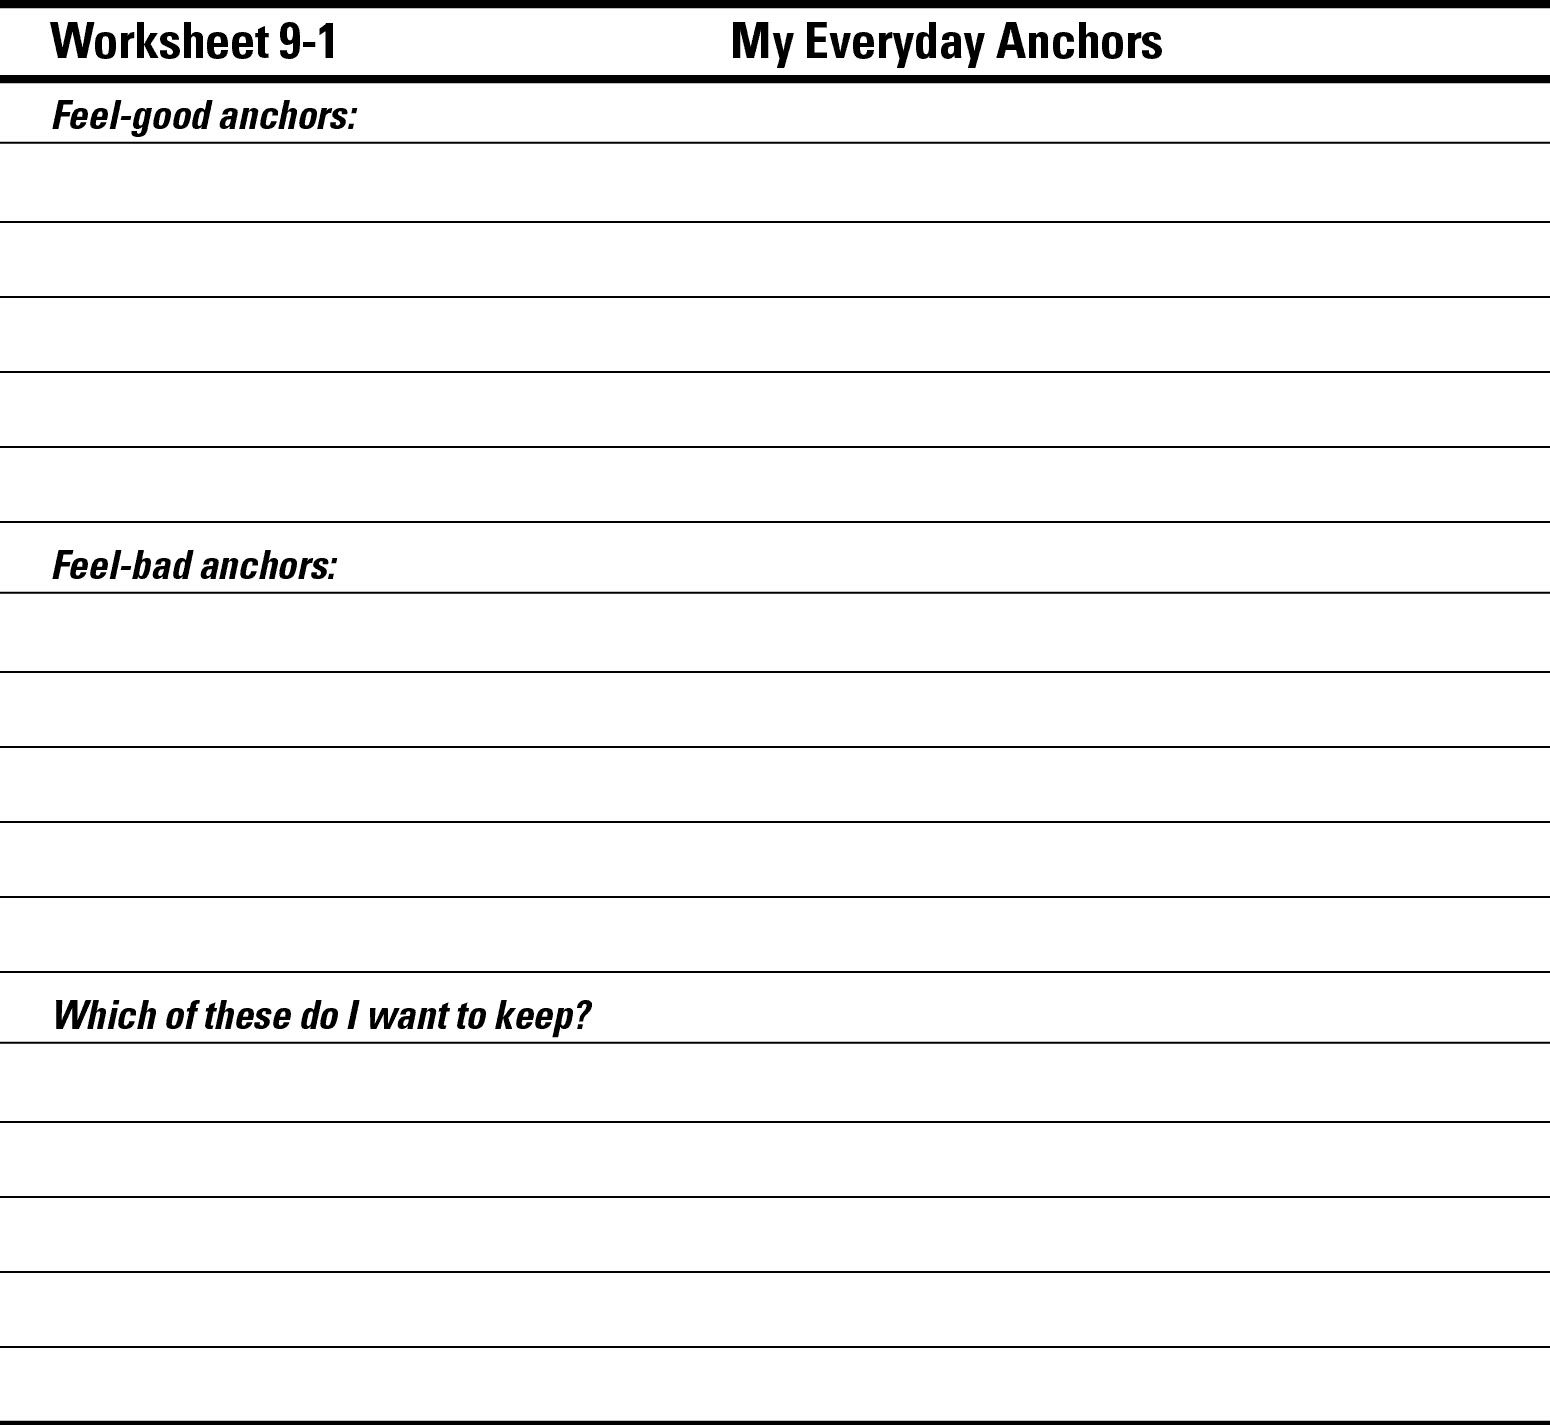 Worksheet 9-1 My Everyday Anchors
Feel-good anchors:
Feel-bad anchors:
Which of these do I want to keep?